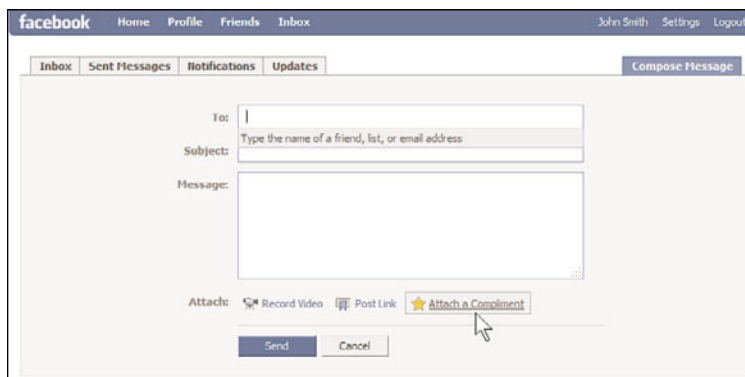 facebook Home Profile Friends Inbox John Smith Settings Logout
Inbox Sent Messages Notifications Updates Compose Message
To:
Type the name of a friend, list, or email address
Subject:
Message:
Attach: Record Video Post Link Attach a Compliment
Send Cancel